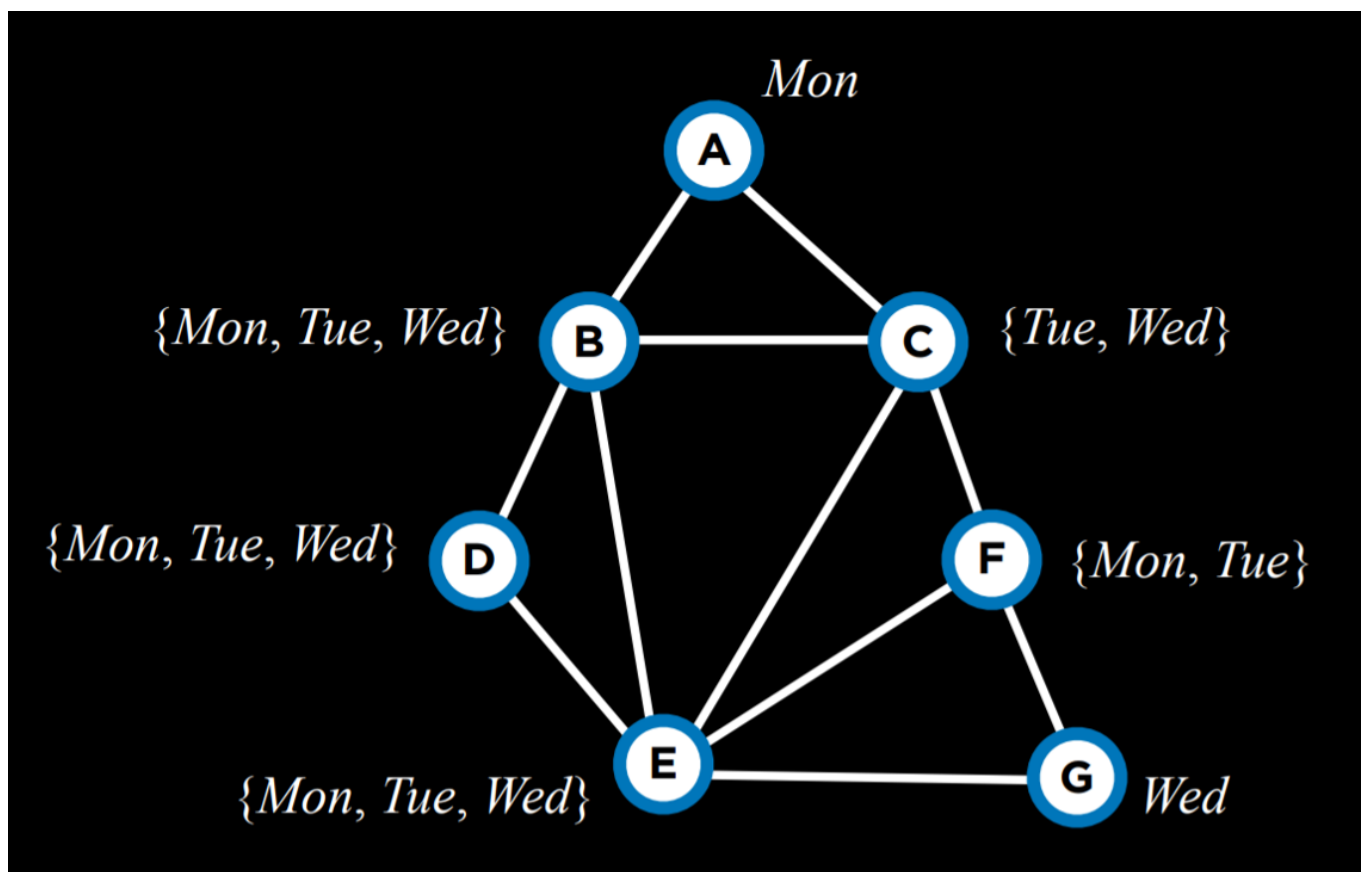 Mon
A
{Mon, Tue, Wed} B C {Tue, Wed}
{Mon, Tue, Wed} D F {Mon, Tue}
E G Wed
{Mon, Tue, Wed}